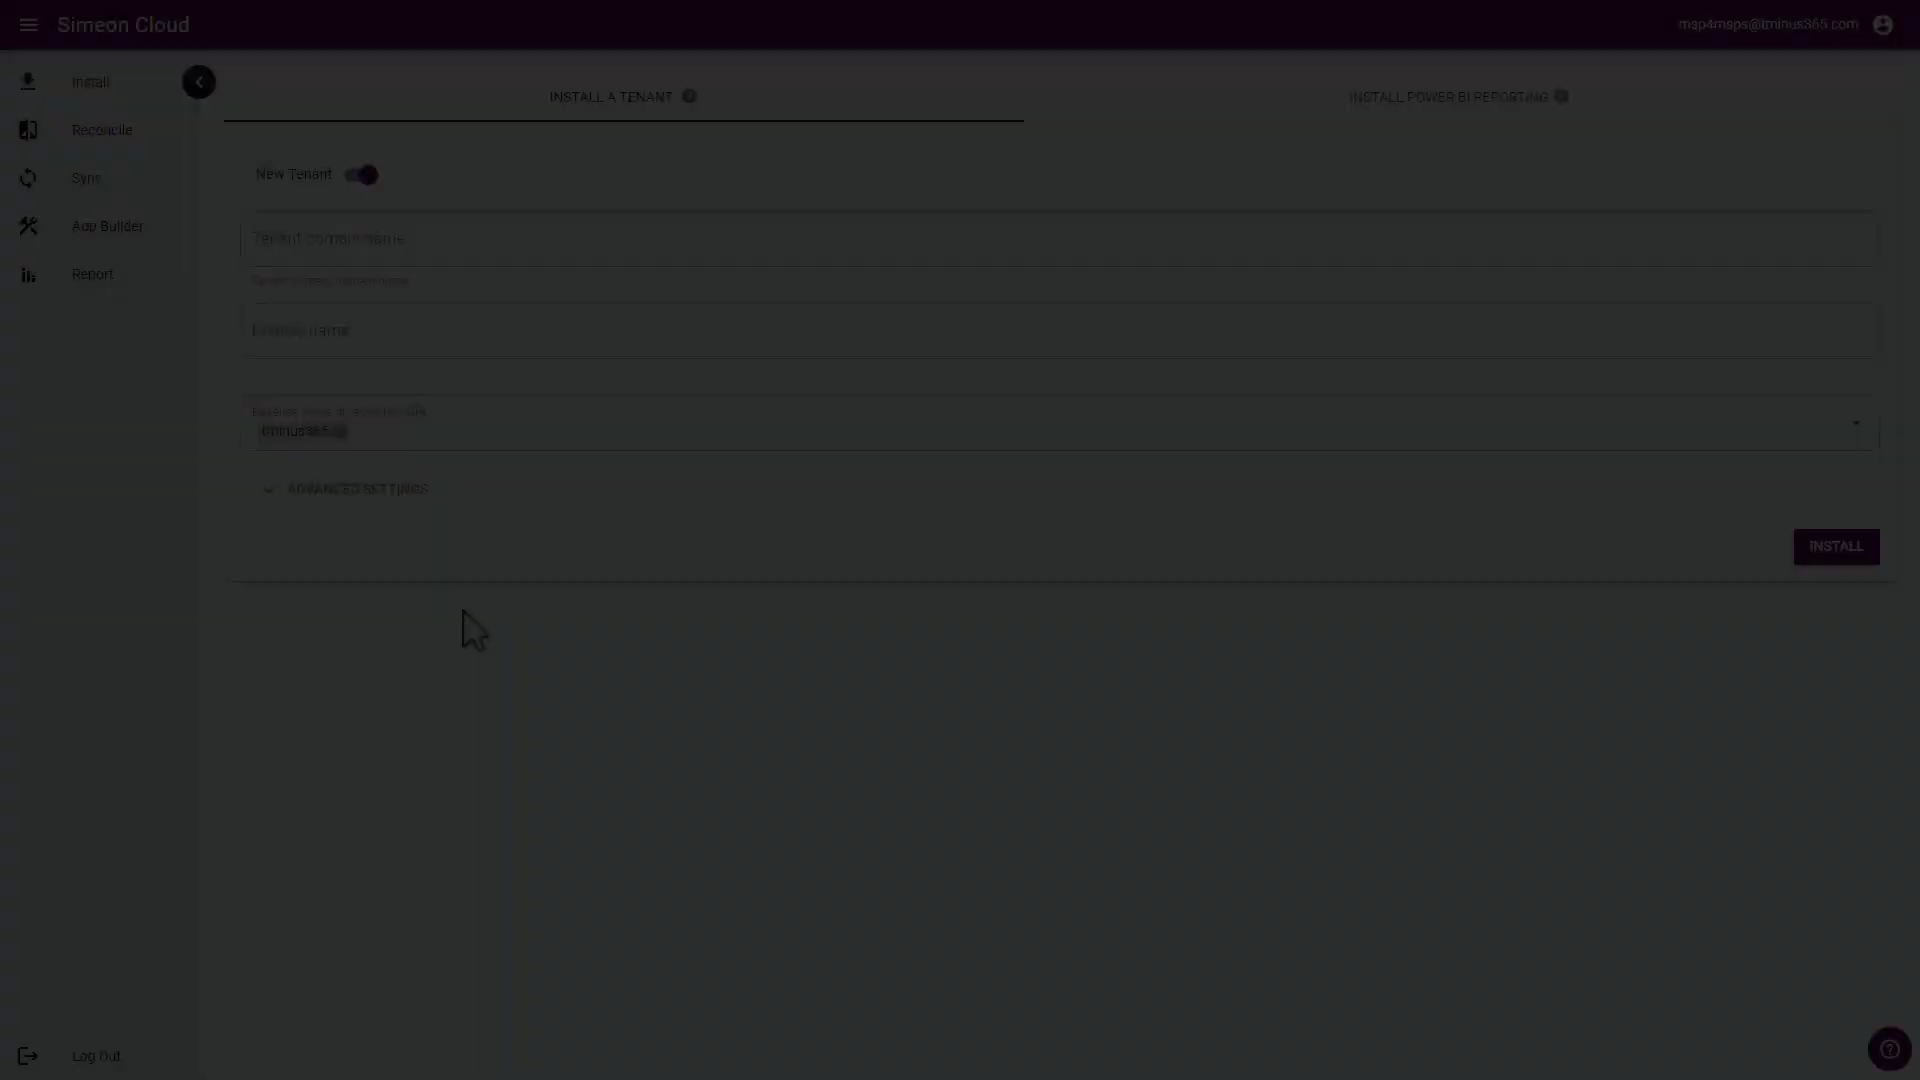 Simeon Cloud
msp4msps@tminus365.com
Install
Reconcile
Sync
App Builder
Report
INSTALL A TENANT
INSTALL POWER BI REPORTING
New Tenant
Tenant domain name
Display name
tminus365
ADVANCED SETTINGS
INSTALL
Log Out